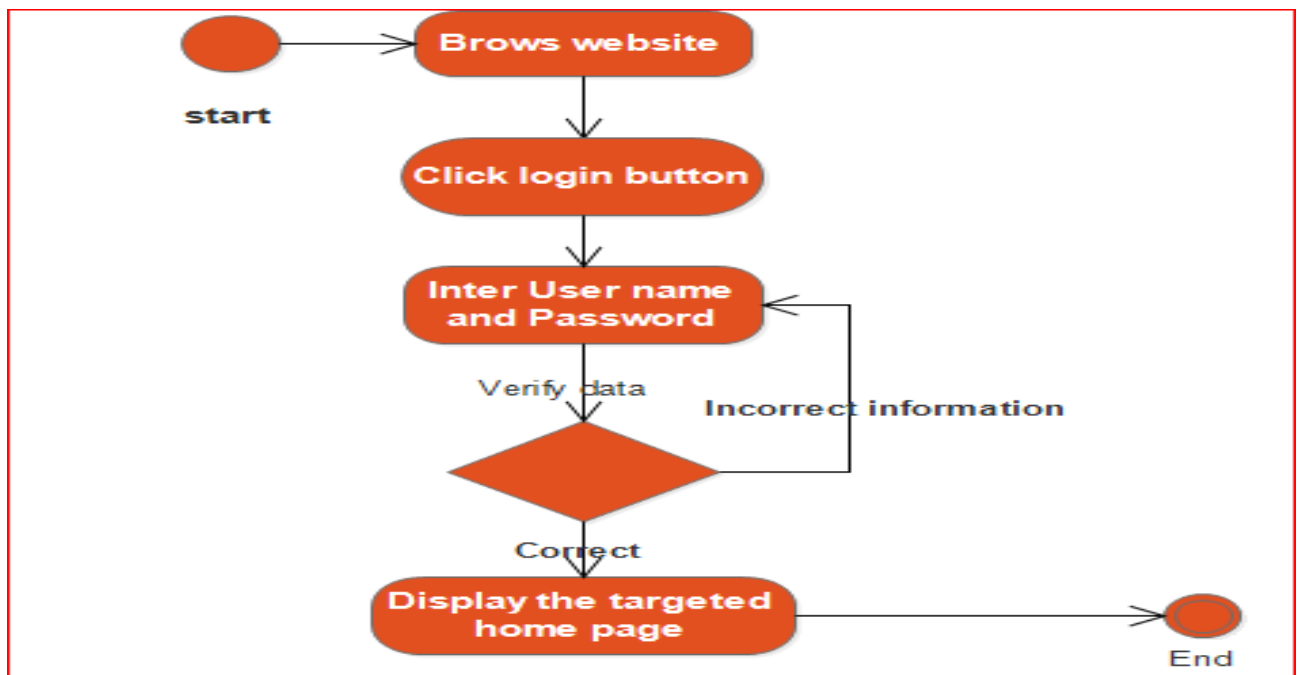 Brows website
start
Click login button
Inter User name
and Password
Verify data
Incorrect information
Correct
Display the targeted
home page
End